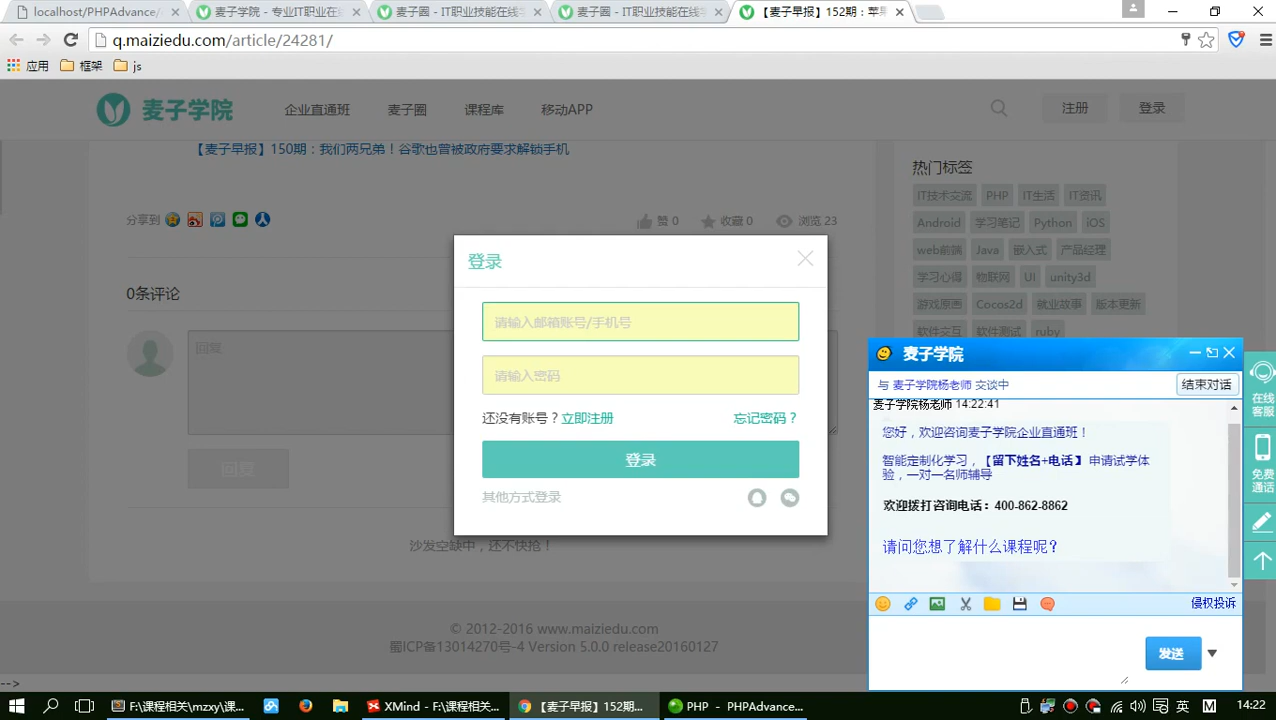 localhost/PHPAdvance/
麦子学院 - 专业IT职业在
麦子圈 - IT职业技能在线学
麦子圈 - IT职业技能在线学
【麦子早报】152期：苹果
q.maiziedu.com/article/24281/
应用 框架 js
麦子学院 企业直通班 麦子圈 课程库 移动APP 注册 登录
【麦子早报】150期：我们两兄弟！谷歌也曾被政府要求解锁手机
分享到 赞 0 收藏 0 浏览 23
0条评论
回复
回复
沙发空缺中，还不快抢！
热门标签
IT技术交流 PHP IT生活 IT资讯
Android 学习笔记 Python iOS
web前端 Java 嵌入式 产品经理
学习心得 物联网 UI unity3d
游戏原画 Cocos2d 就业故事 版本更新
软件交互 软件测试 ruby
登录
请输入邮箱账号/手机号
请输入密码
还没有账号？立即注册 忘记密码？
登录
其他方式登录
麦子学院
与 麦子学院杨老师 交谈中 结束对话
麦子学院杨老师 14:22:41
您好，欢迎咨询麦子学院企业直通班！
智能定制化学习，【留下姓名+电话】申请试学体
验，一对一名师辅导
欢迎拨打咨询电话：400-862-8862
请问您想了解什么课程呢？
侵权投诉
发送
在线
客服
免费
通话
© 2012-2016 www.maiziedu.com
蜀ICP备13014270号-4 Version 5.0.0 release20160127
-->
F:\课程相关\mzxy\课...
XMind - F:\课程相关...
【麦子早报】152期...
PHP - PHPAdvance...
英 M 14:22